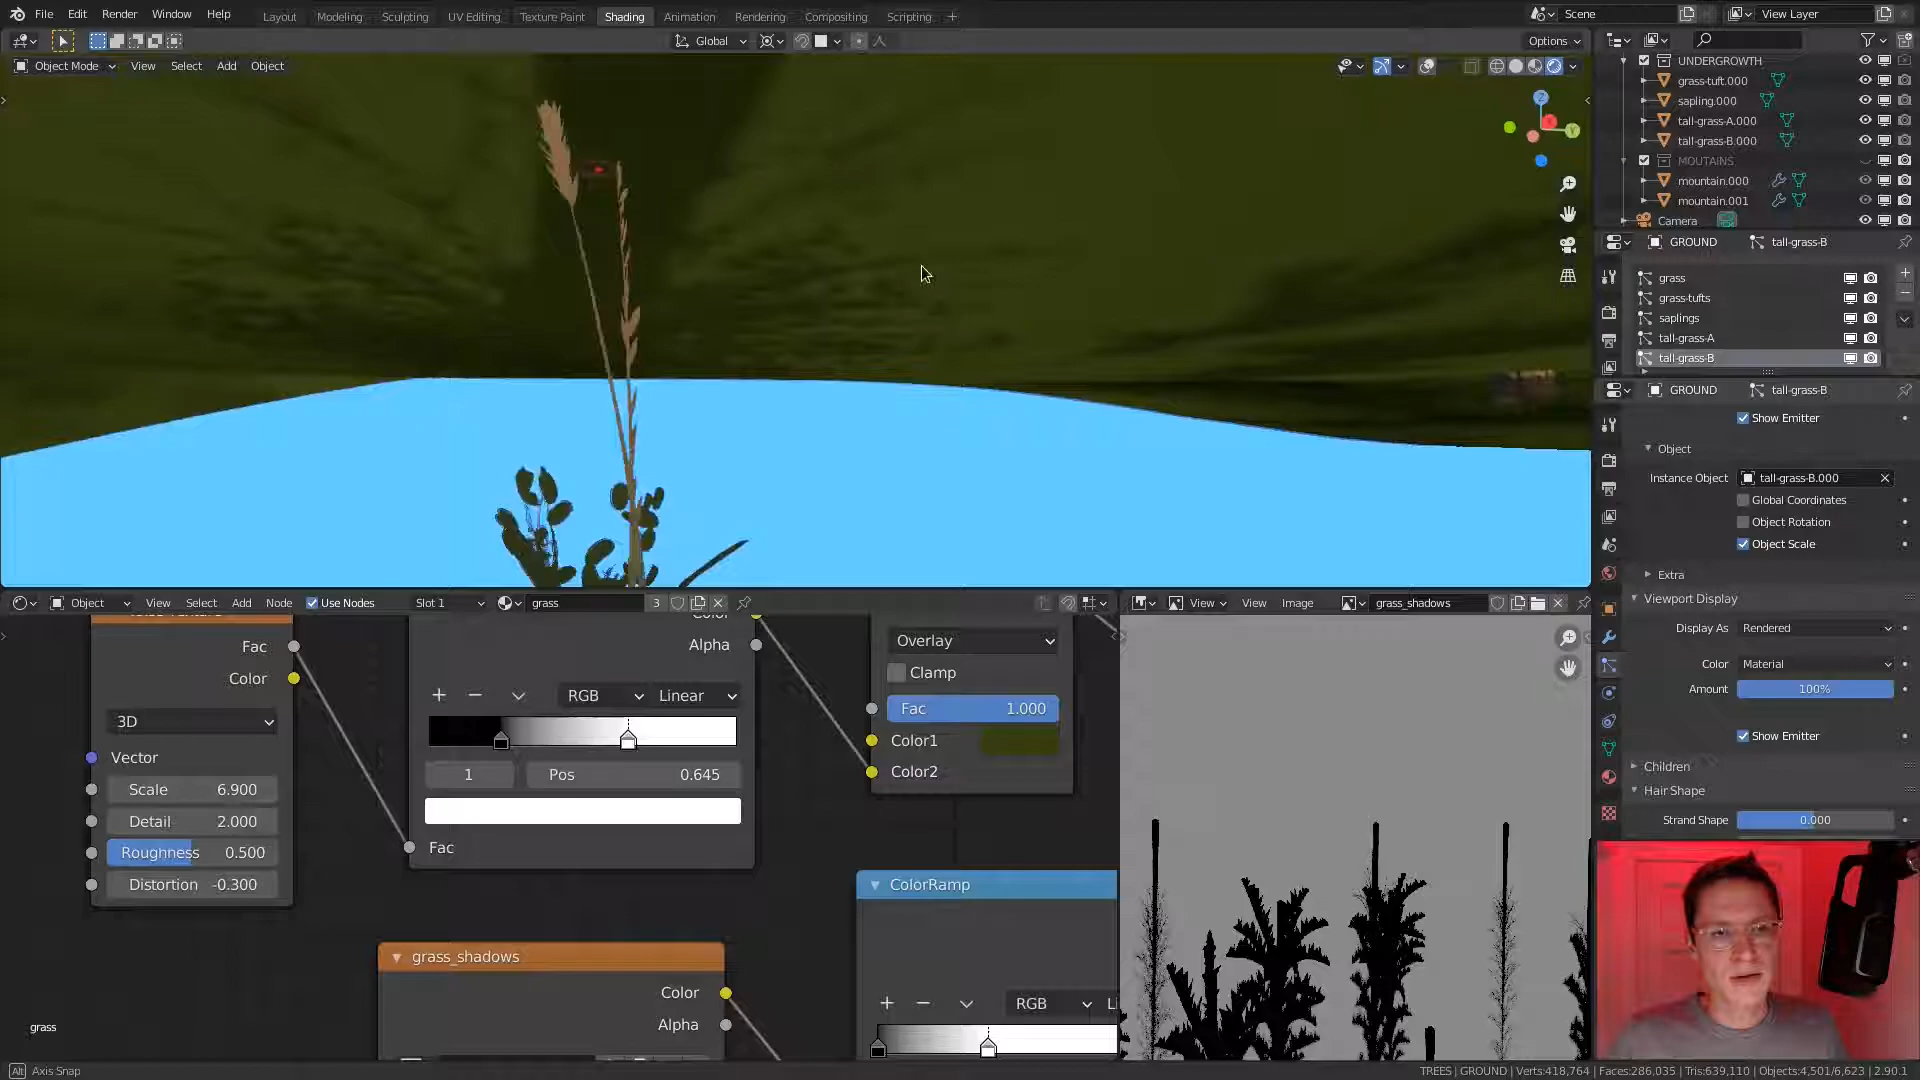 File Edit Render Window Help Layout Modeling Sculpting UV Editing Texture Paint Shading Animation Rendering Compositing Scripting + Scene View Layer
Global Options
Object Mode View Select Add Object
UNDERGROWTH
grass-tuft.000
sapling.000
tall-grass-A.000
tall-grass-B.000
MOUTAINS
mountain.000
mountain.001
Camera
GROUND tall-grass-B
grass
grass-tufts
saplings
tall-grass-A
tall-grass-B
GROUND tall-grass-B
Show Emitter
Object
Instance Object tall-grass-B.000
Global Coordinates
Object Rotation
Object Scale
Extra
Viewport Display
Display As Rendered
Color Material
Amount 100%
Show Emitter
Children
Hair Shape
Strand Shape 0.000
Object View Select Add Node Use Nodes Slot 1 grass 3
View View Image grass_shadows
Fac
Color
3D
Vector
Scale 6.900
Detail 2.000
Roughness 0.500
Distortion -0.300
Alpha
RGB Linear
1 Pos 0.645
Fac
Overlay
Clamp
Fac 1.000
Color1
Color2
ColorRamp
RGB
grass_shadows
Color
Alpha
grass
Alt Axis Snap
TREES | GROUND | Verts:418,764 | Faces:286,035 | Tris:639,110 | Objects:4,501/6,623 | 2.90.1